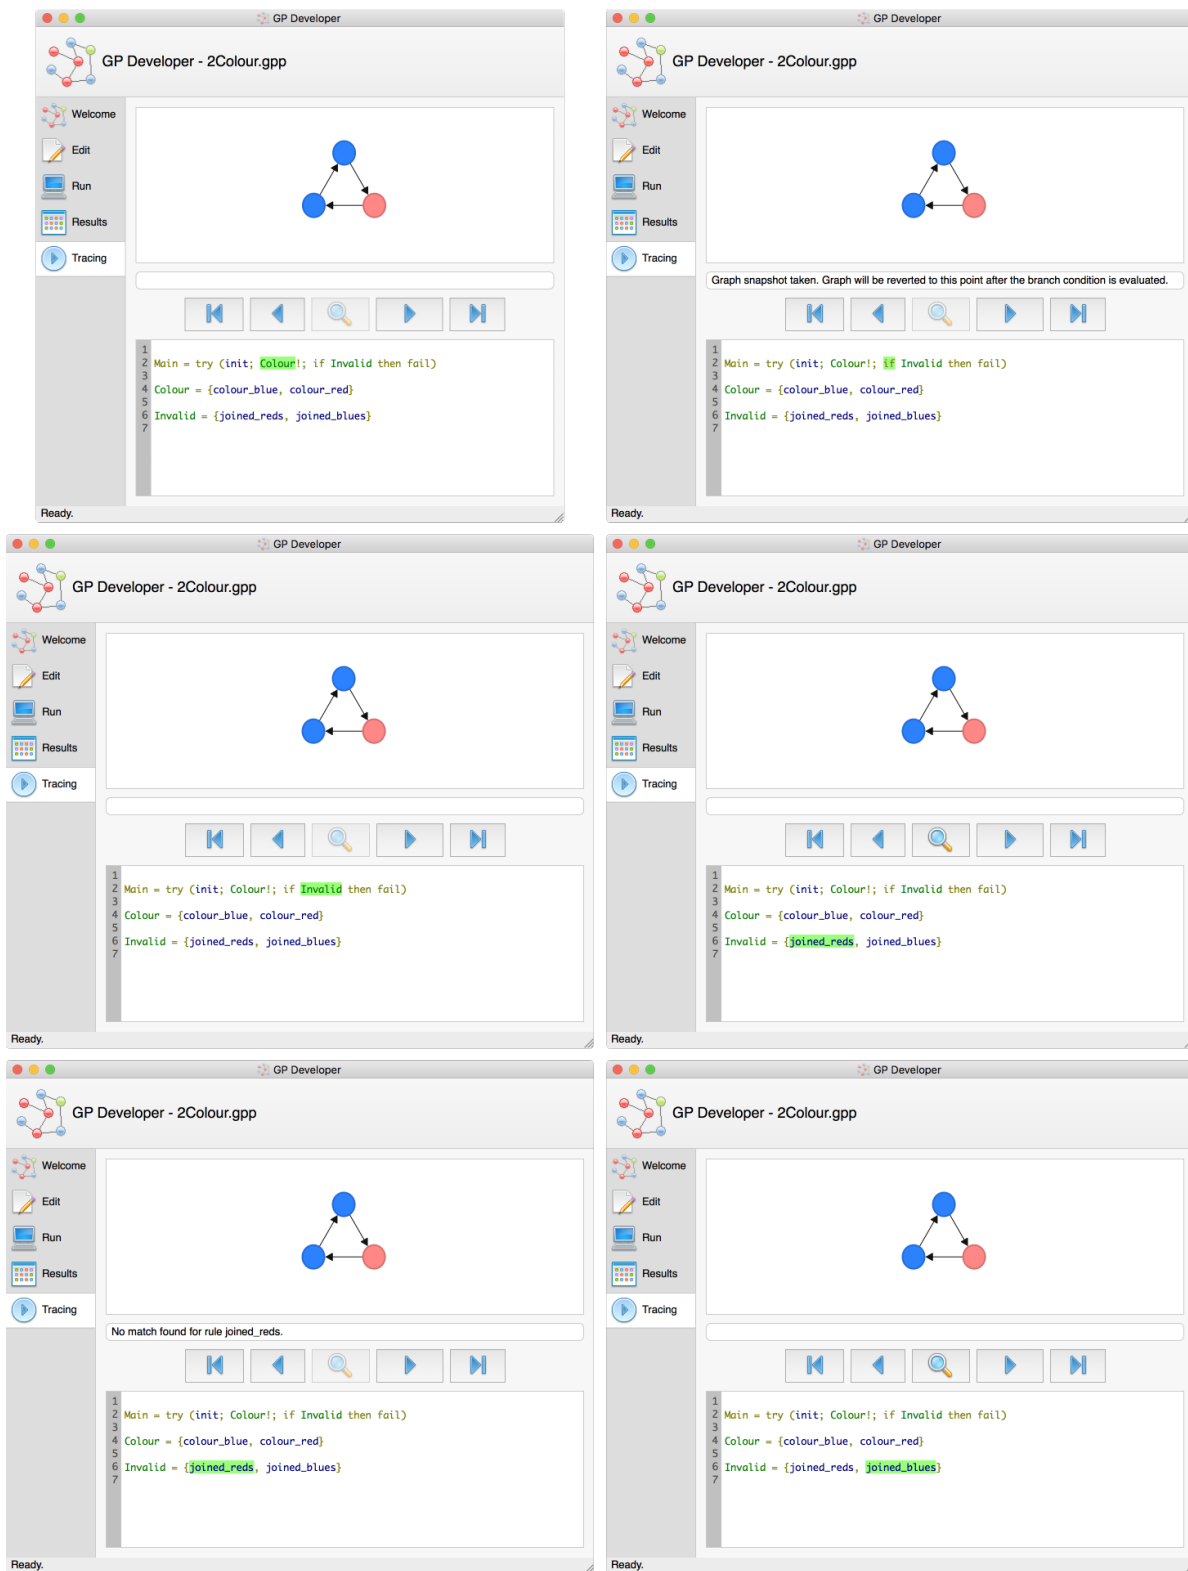 GP Developer
GP Developer - 2Colour.gpp
Welcome
Edit
Run
Results
Tracing
1
2 Main = try (init; Colour!; if Invalid then fail)
3
4 Colour = {colour_blue, colour_red}
5
6 Invalid = {joined_reds, joined_blues}
7
Ready.
GP Developer
GP Developer - 2Colour.gpp
Welcome
Edit
Run
Results
Tracing
Graph snapshot taken. Graph will be reverted to this point after the branch condition is evaluated.
1
2 Main = try (init; Colour!; if Invalid then fail)
3
4 Colour = {colour_blue, colour_red}
5
6 Invalid = {joined_reds, joined_blues}
7
Ready.
GP Developer
GP Developer - 2Colour.gpp
Welcome
Edit
Run
Results
Tracing
1
2 Main = try (init; Colour!; if Invalid then fail)
3
4 Colour = {colour_blue, colour_red}
5
6 Invalid = {joined_reds, joined_blues}
7
Ready.
GP Developer
GP Developer - 2Colour.gpp
Welcome
Edit
Run
Results
Tracing
1
2 Main = try (init; Colour!; if Invalid then fail)
3
4 Colour = {colour_blue, colour_red}
5
6 Invalid = {joined_reds, joined_blues}
7
Ready.
GP Developer
GP Developer - 2Colour.gpp
Welcome
Edit
Run
Results
Tracing
No match found for rule joined_reds.
1
2 Main = try (init; Colour!; if Invalid then fail)
3
4 Colour = {colour_blue, colour_red}
5
6 Invalid = {joined_reds, joined_blues}
7
Ready.
GP Developer
GP Developer - 2Colour.gpp
Welcome
Edit
Run
Results
Tracing
1
2 Main = try (init; Colour!; if Invalid then fail)
3
4 Colour = {colour_blue, colour_red}
5
6 Invalid = {joined_reds, joined_blues}
7
Ready.